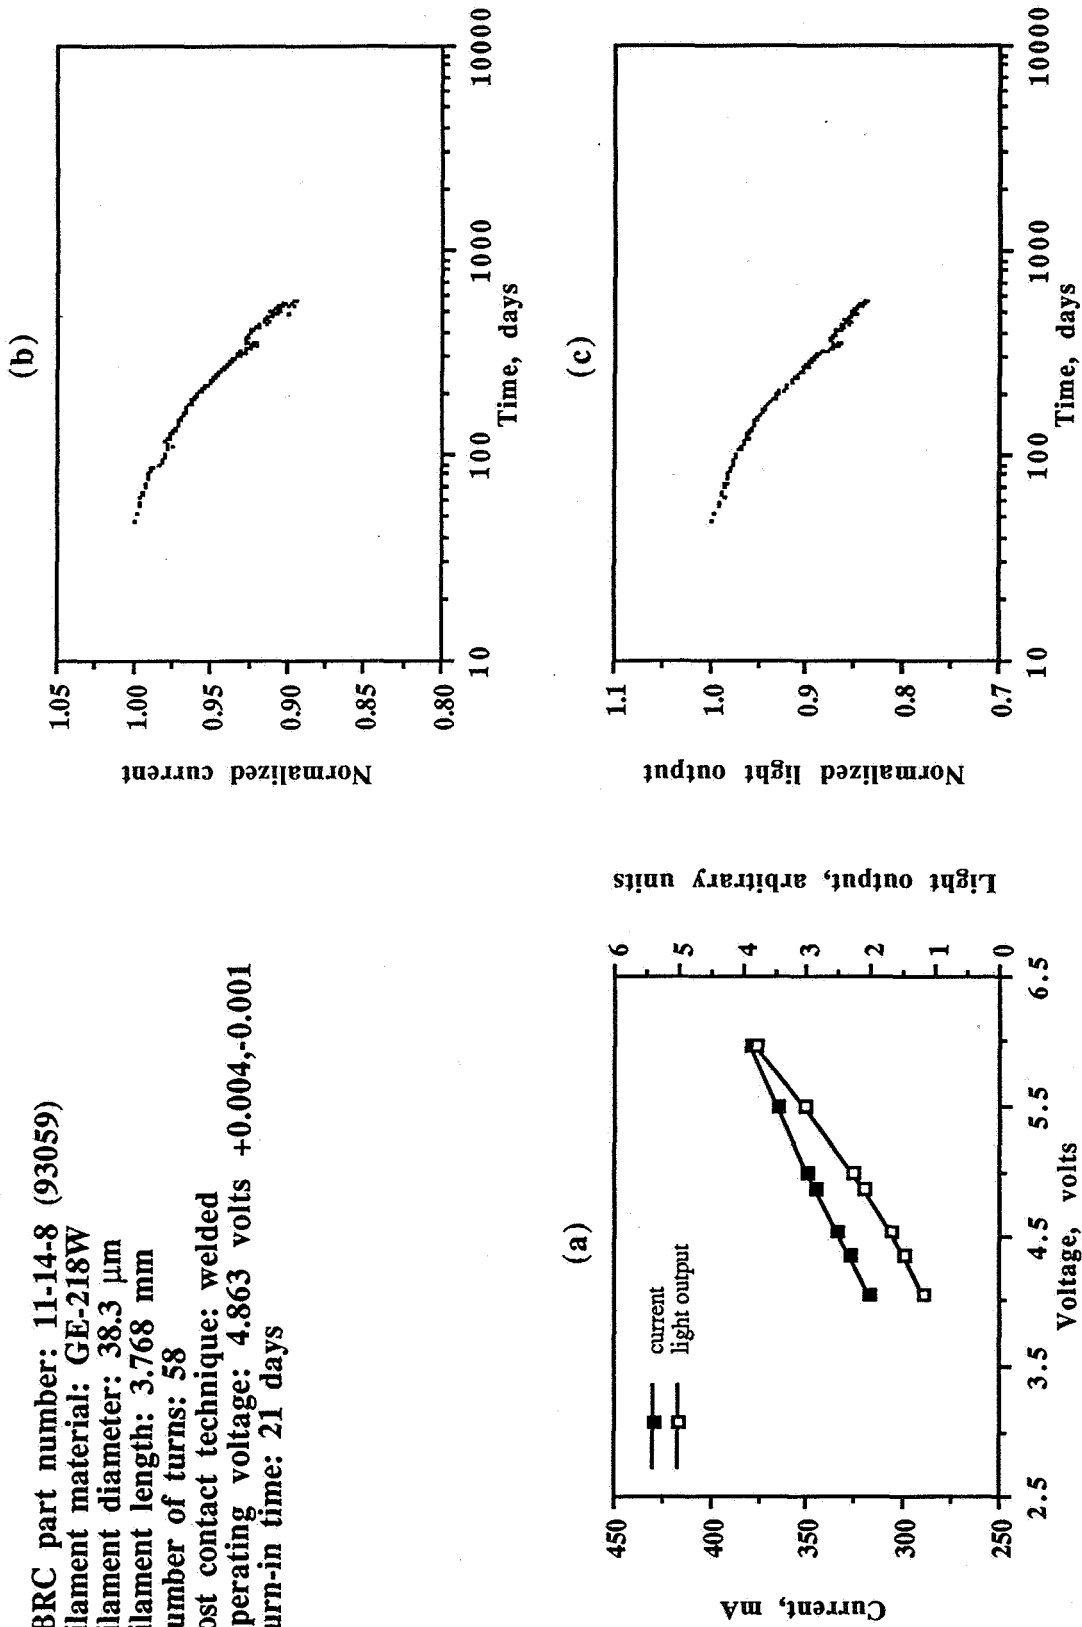 BRC part number: 11-14-8 (93059)
ilament material: GE-218W
ilament diameter: 38.3 µm
ilament length: 3.768 mm
umber of turns: 58
ost contact technique: welded
perating voltage: 4.863 volts +0.004,-0.001
urn-in time: 21 days
(b)
1.05
1.00
0.95
0.90
0.85
0.80
Normalized current
10
100
1000
10000
Time, days
(a)
current
light output
450
400
350
300
250
Current, mA
6
5
4
3
2
1
0
Light output, arbitrary units
2.5
3.5
4.5
5.5
6.5
Voltage, volts
(c)
1.1
1.0
0.9
0.8
0.7
Normalized light output
10
100
1000
10000
Time, days